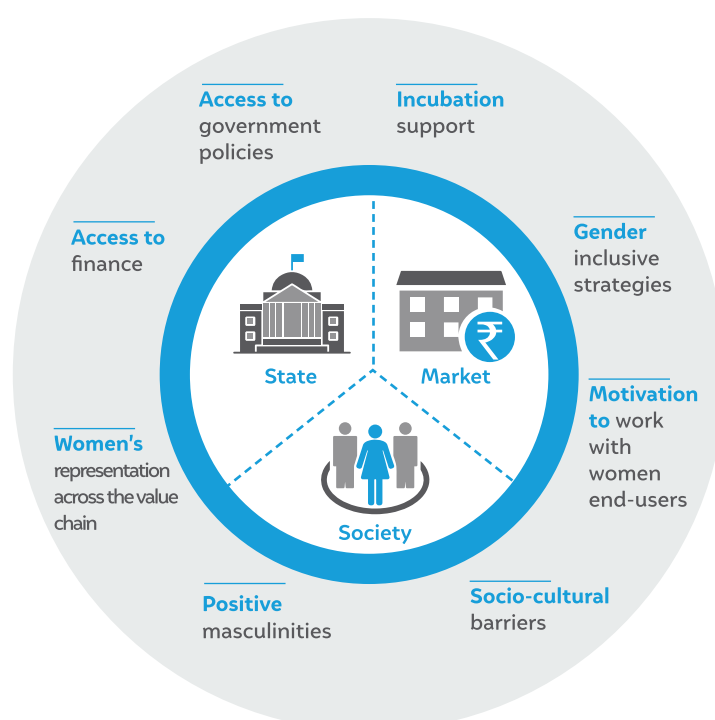 Access to
government
policies
Incubation
support
Access to
finance
Gender
inclusive
strategies
State
Market
Motivation
to work
with
women
end-users
Women's
representation
across the value
chain
Society
Positive
masculinities
Socio-cultural
barriers